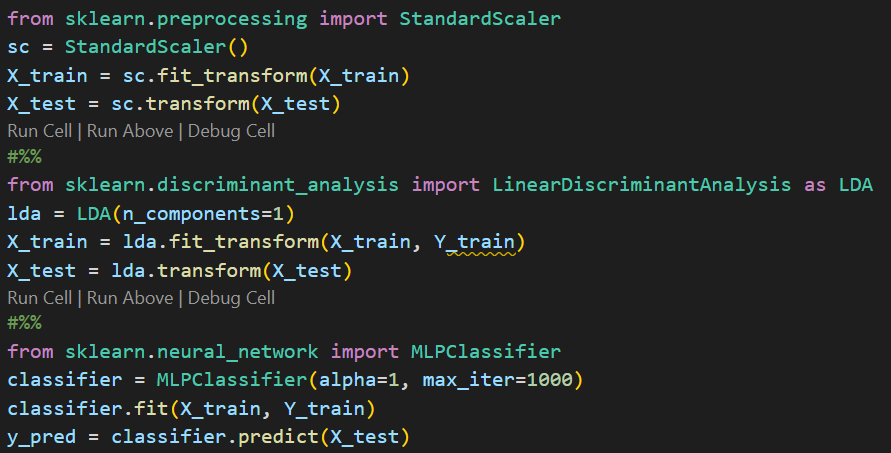 from sklearn.preprocessing import StandardScaler
sc = StandardScaler()
X_train = sc.fit_transform(X_train)
X_test = sc.transform(X_test)
Run Cell | Run Above | Debug Cell
#%%
from sklearn.discriminant_analysis import LinearDiscriminantAnalysis as LDA
lda = LDA(n_components=1)
X_train = lda.fit_transform(X_train, Y_train)
X_test = lda.transform(X_test)
Run Cell | Run Above | Debug Cell
#%%
from sklearn.neural_network import MLPClassifier
classifier = MLPClassifier(alpha=1, max_iter=1000)
classifier.fit(X_train, Y_train)
y_pred = classifier.predict(X_test)